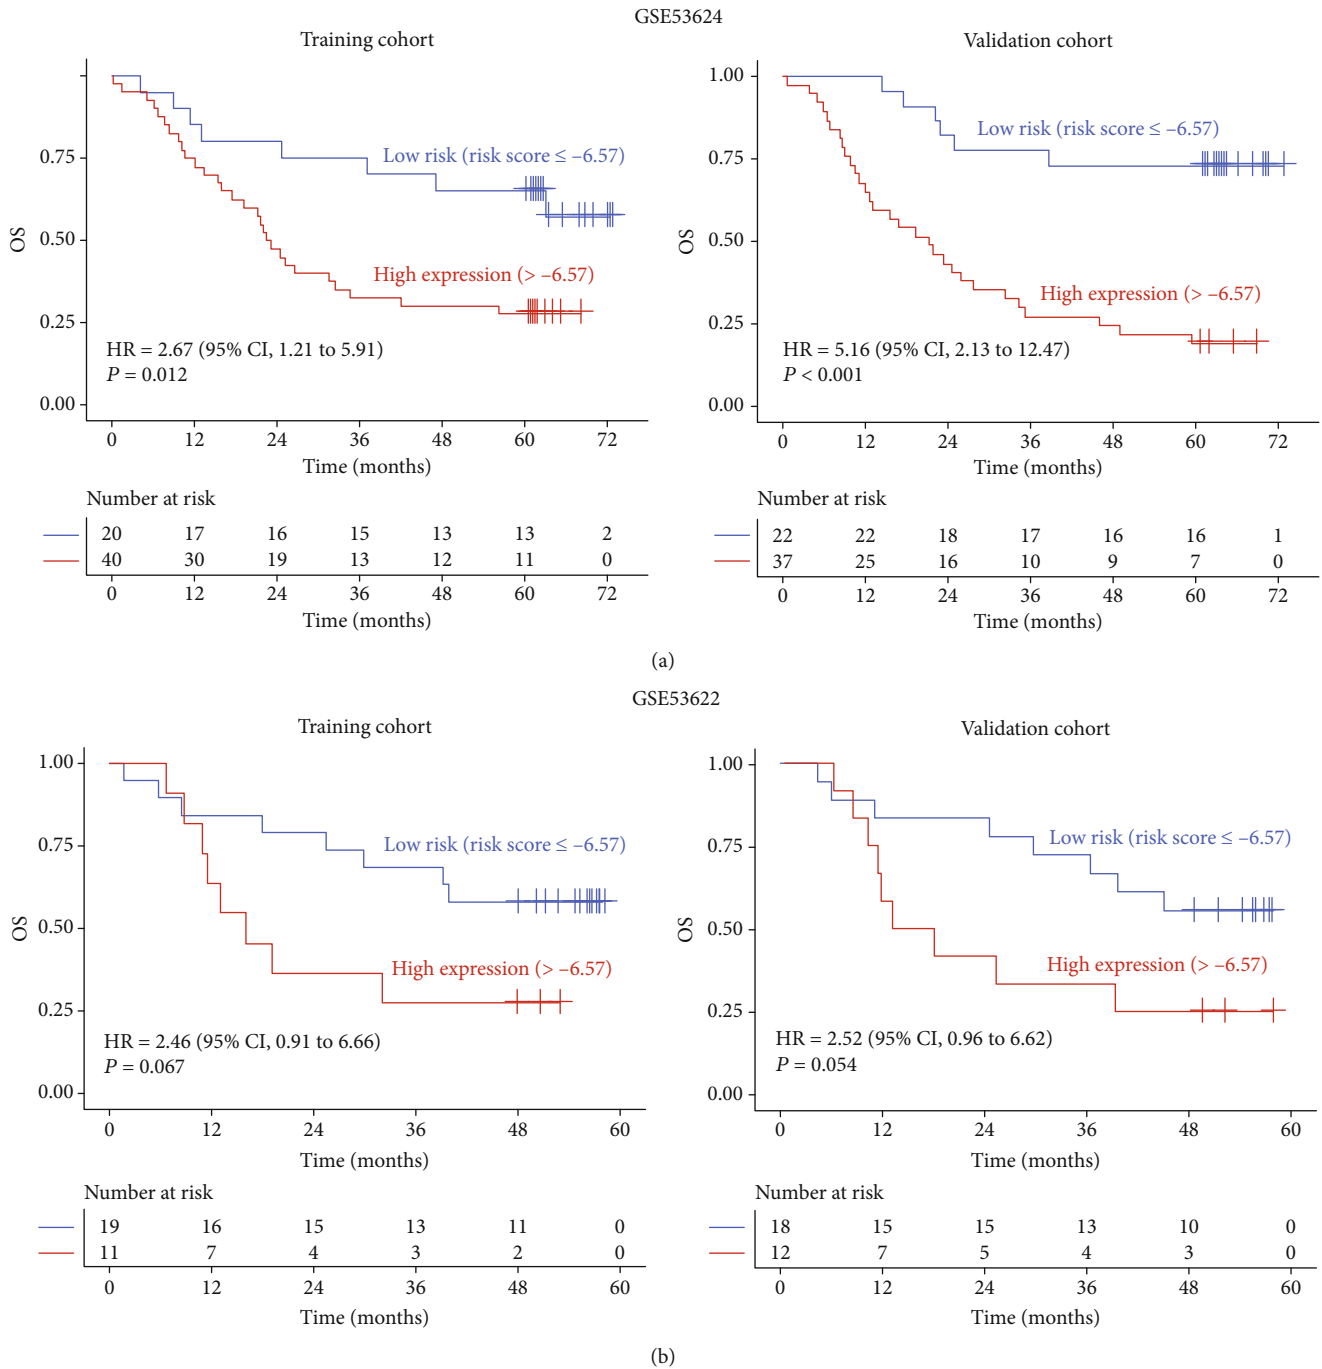 GSE53624
Training cohort
OS
0.75
0.50
0.25
0.00
Low risk (risk score ≤ –6.57)
High expression (> –6.57)
HR = 2.67 (95% CI, 1.21 to 5.91)
P = 0.012
0 12 24 36 48 60 72
Time (months)
Number at risk
20 17 16 15 13 13 2
40 30 19 13 12 11 0
0 12 24 36 48 60 72
Time (months)
Validation cohort
OS
1.00
0.75
0.50
0.25
0.00
Low risk (risk score ≤ –6.57)
High expression (> –6.57)
HR = 5.16 (95% CI, 2.13 to 12.47)
P < 0.001
0 12 24 36 48 60 72
Time (months)
Number at risk
22 22 18 17 16 16 1
37 25 16 10 9 7 0
0 12 24 36 48 60 72
Time (months)
(a)
GSE53622
Training cohort
OS
1.00
0.75
0.50
0.25
0.00
Low risk (risk score ≤ –6.57)
High expression (> –6.57)
HR = 2.46 (95% CI, 0.91 to 6.66)
P = 0.067
0 12 24 36 48 60
Time (months)
Number at risk
19 16 15 13 11 0
11 7 4 3 2 0
0 12 24 36 48 60
Time (months)
Validation cohort
OS
1.00
0.75
0.50
0.25
0.00
Low risk (risk score ≤ –6.57)
High expression (> –6.57)
HR = 2.52 (95% CI, 0.96 to 6.62)
P = 0.054
0 12 24 36 48 60
Time (months)
Number at risk
18 15 15 13 10 0
12 7 5 4 3 0
0 12 24 36 48 60
Time (months)
(b)